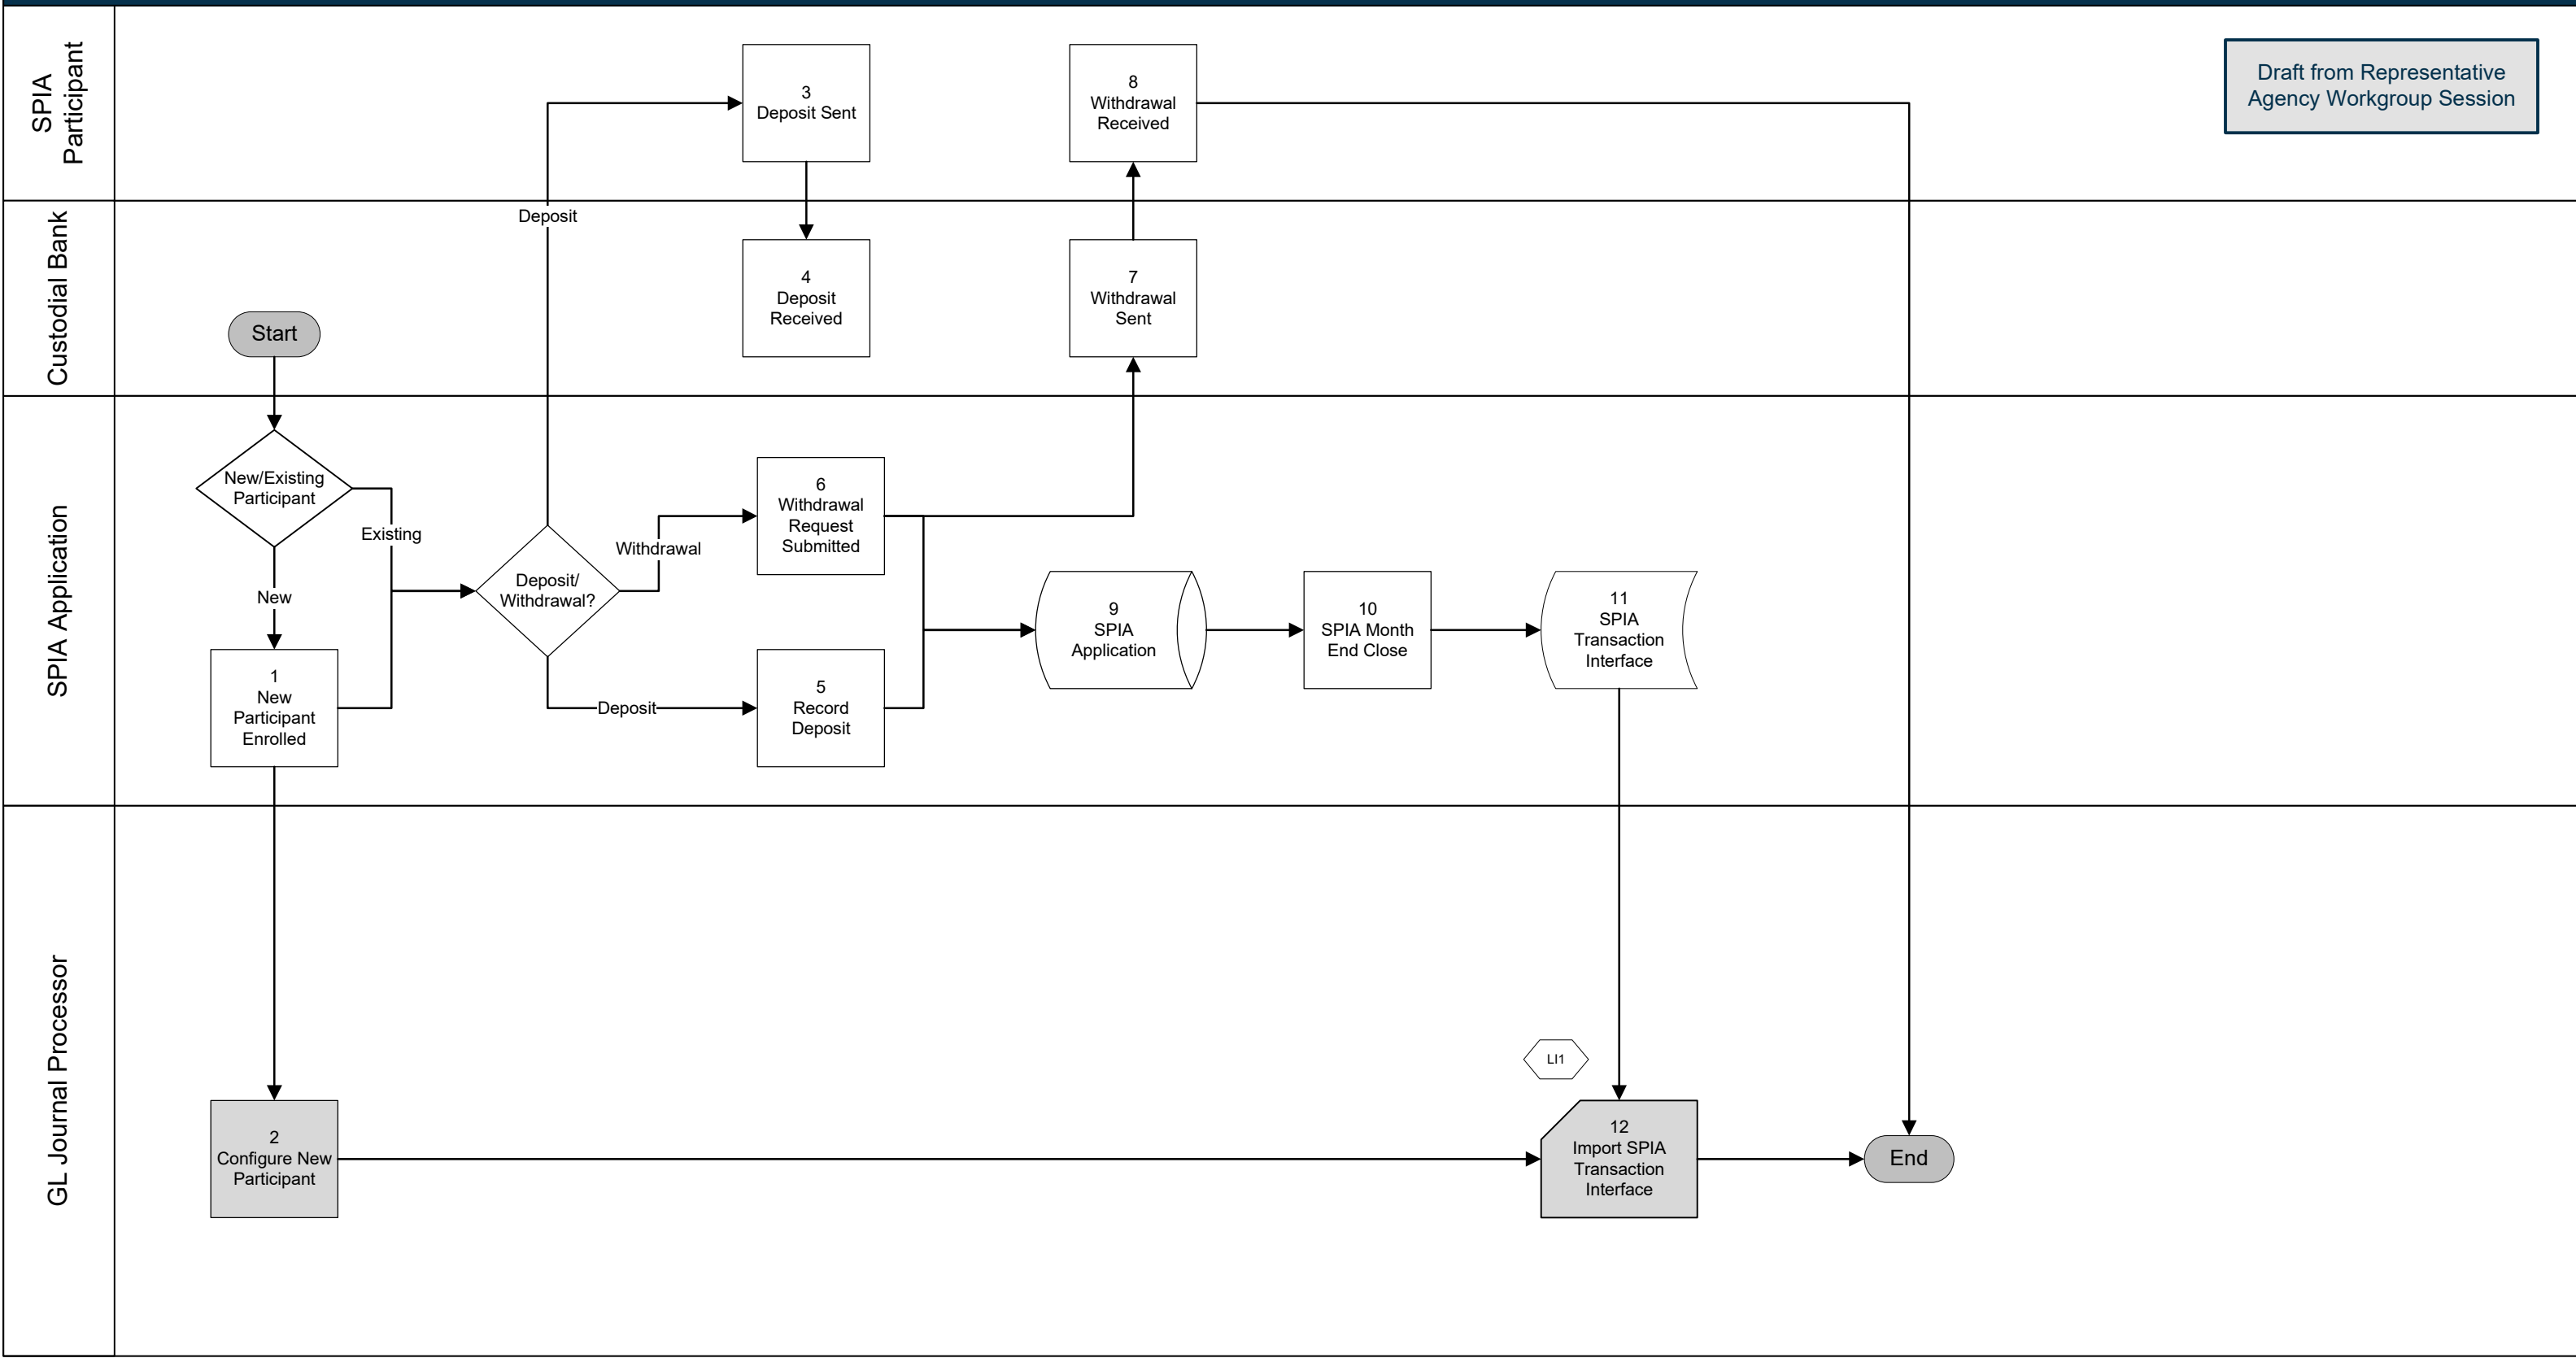 SPIA
Participant
3
Deposit Sent
8
Withdrawal
Received
Draft from Representative
Agency Workgroup Session
Custodial Bank
Deposit
Start
4
Deposit
Received
7
Withdrawal
Sent
SPIA Application
New/Existing
Participant
Existing
New
1
New
Participant
Enrolled
Deposit/
Withdrawal?
Withdrawal
6
Withdrawal
Request
Submitted
Deposit
5
Record
Deposit
9
SPIA
Application
10
SPIA Month
End Close
11
SPIA
Transaction
Interface
GL Journal Processor
2
Configure New
Participant
LI1
12
Import SPIA
Transaction
Interface
End